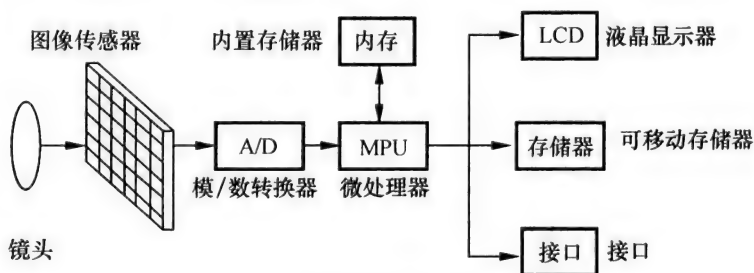 图像传感器
内置存储器
内存
LCD
液晶显示器
A/D
MPU
存储器
可移动存储器
模/数转换器
微处理器
镜头
接口
接口